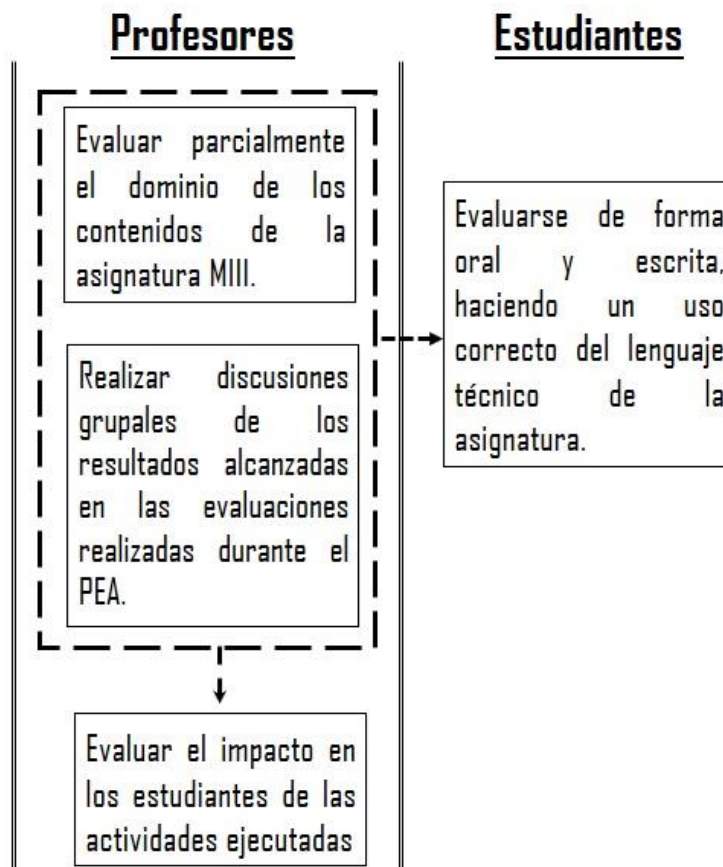 Profesores
Estudiantes
Evaluar parcialmente
el dominio de los
contenidos de la
asignatura MIII.
Realizar discusiones
grupales de los
resultados alcanzadas
en las evaluaciones
realizadas durante el
PEA.
Evaluar el impacto en
los estudiantes de las
actividades ejecutadas
Evaluarse de forma
oral y escrita,
haciendo un uso
correcto del lenguaje
técnico de la
asignatura.